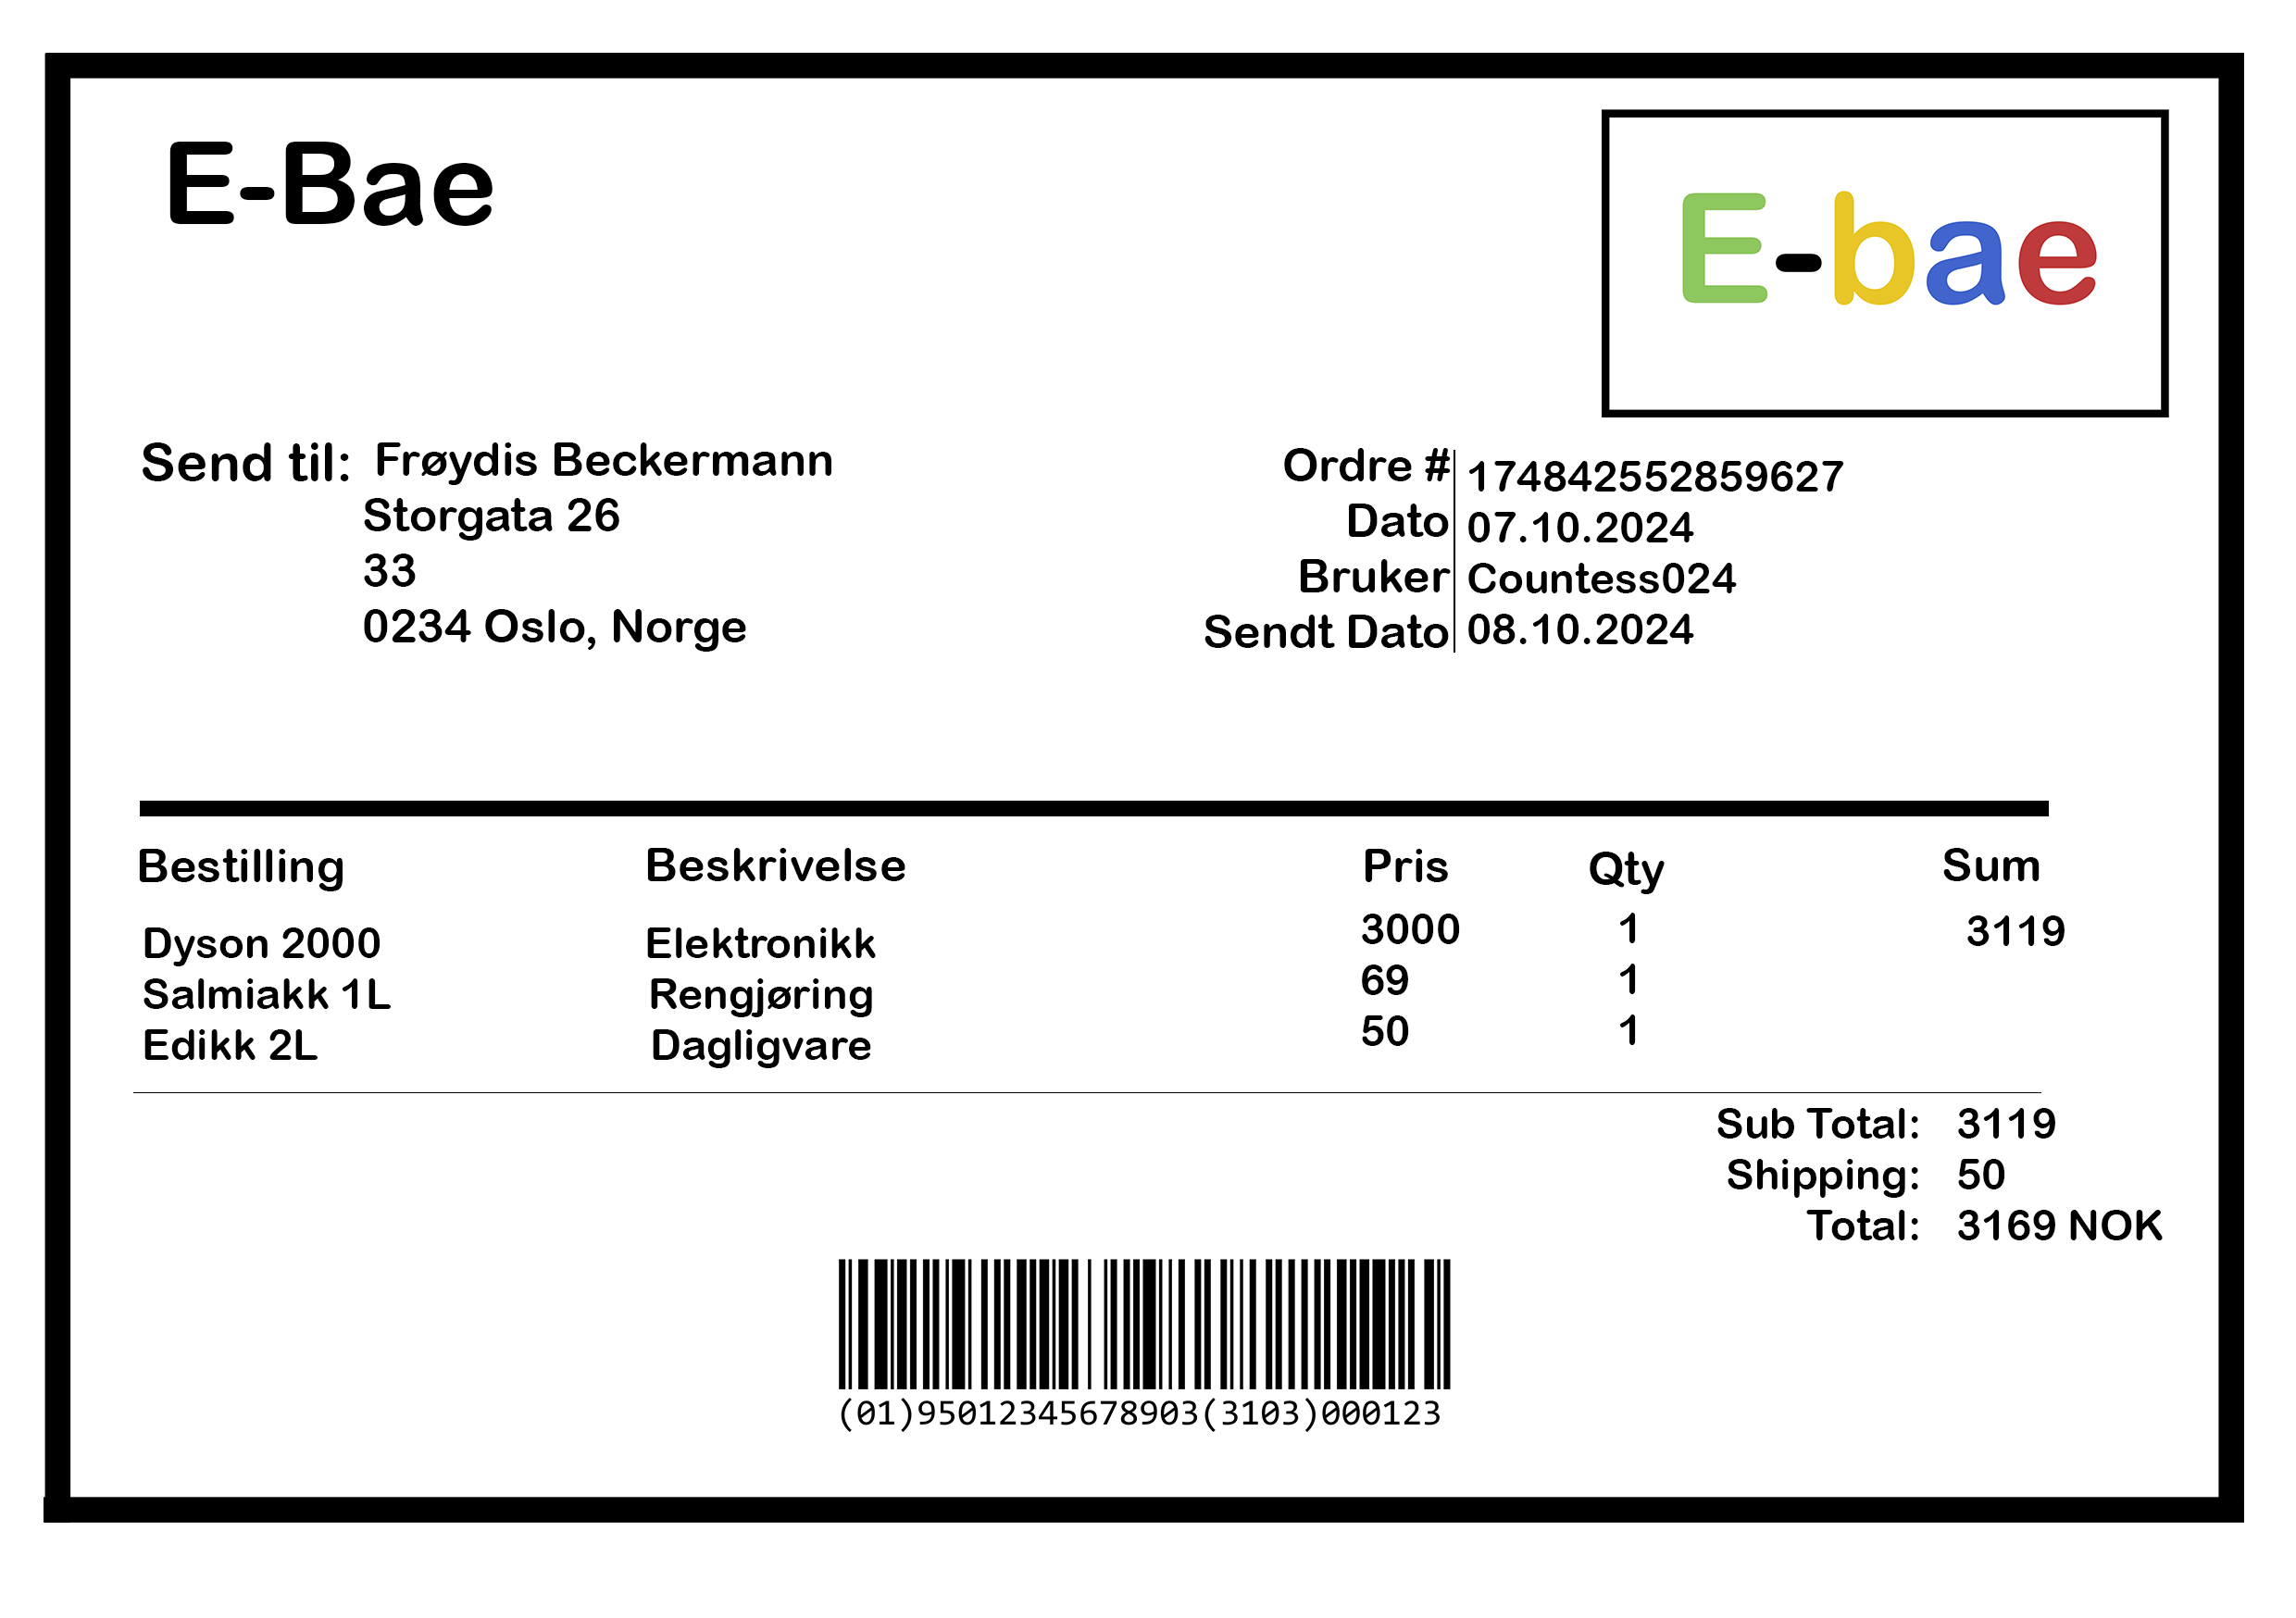 E-Bae
E-bae
Send til: Frøydis Beckermann
Storgata 26
33
0234 Oslo, Norge
Ordre # 174842552859627
Dato 07.10.2024
Bruker Countess024
Sendt Dato 08.10.2024
Bestilling Beskrivelse Pris Qty Sum
Dyson 2000 Elektronikk 3000 1 3119
Salmiakk 1L Rengjøring 69 1
Edikk 2L Dagligvare 50 1
Sub Total: 3119
Shipping: 50
Total: 3169 NOK
(01)95012345678903(3103)000123